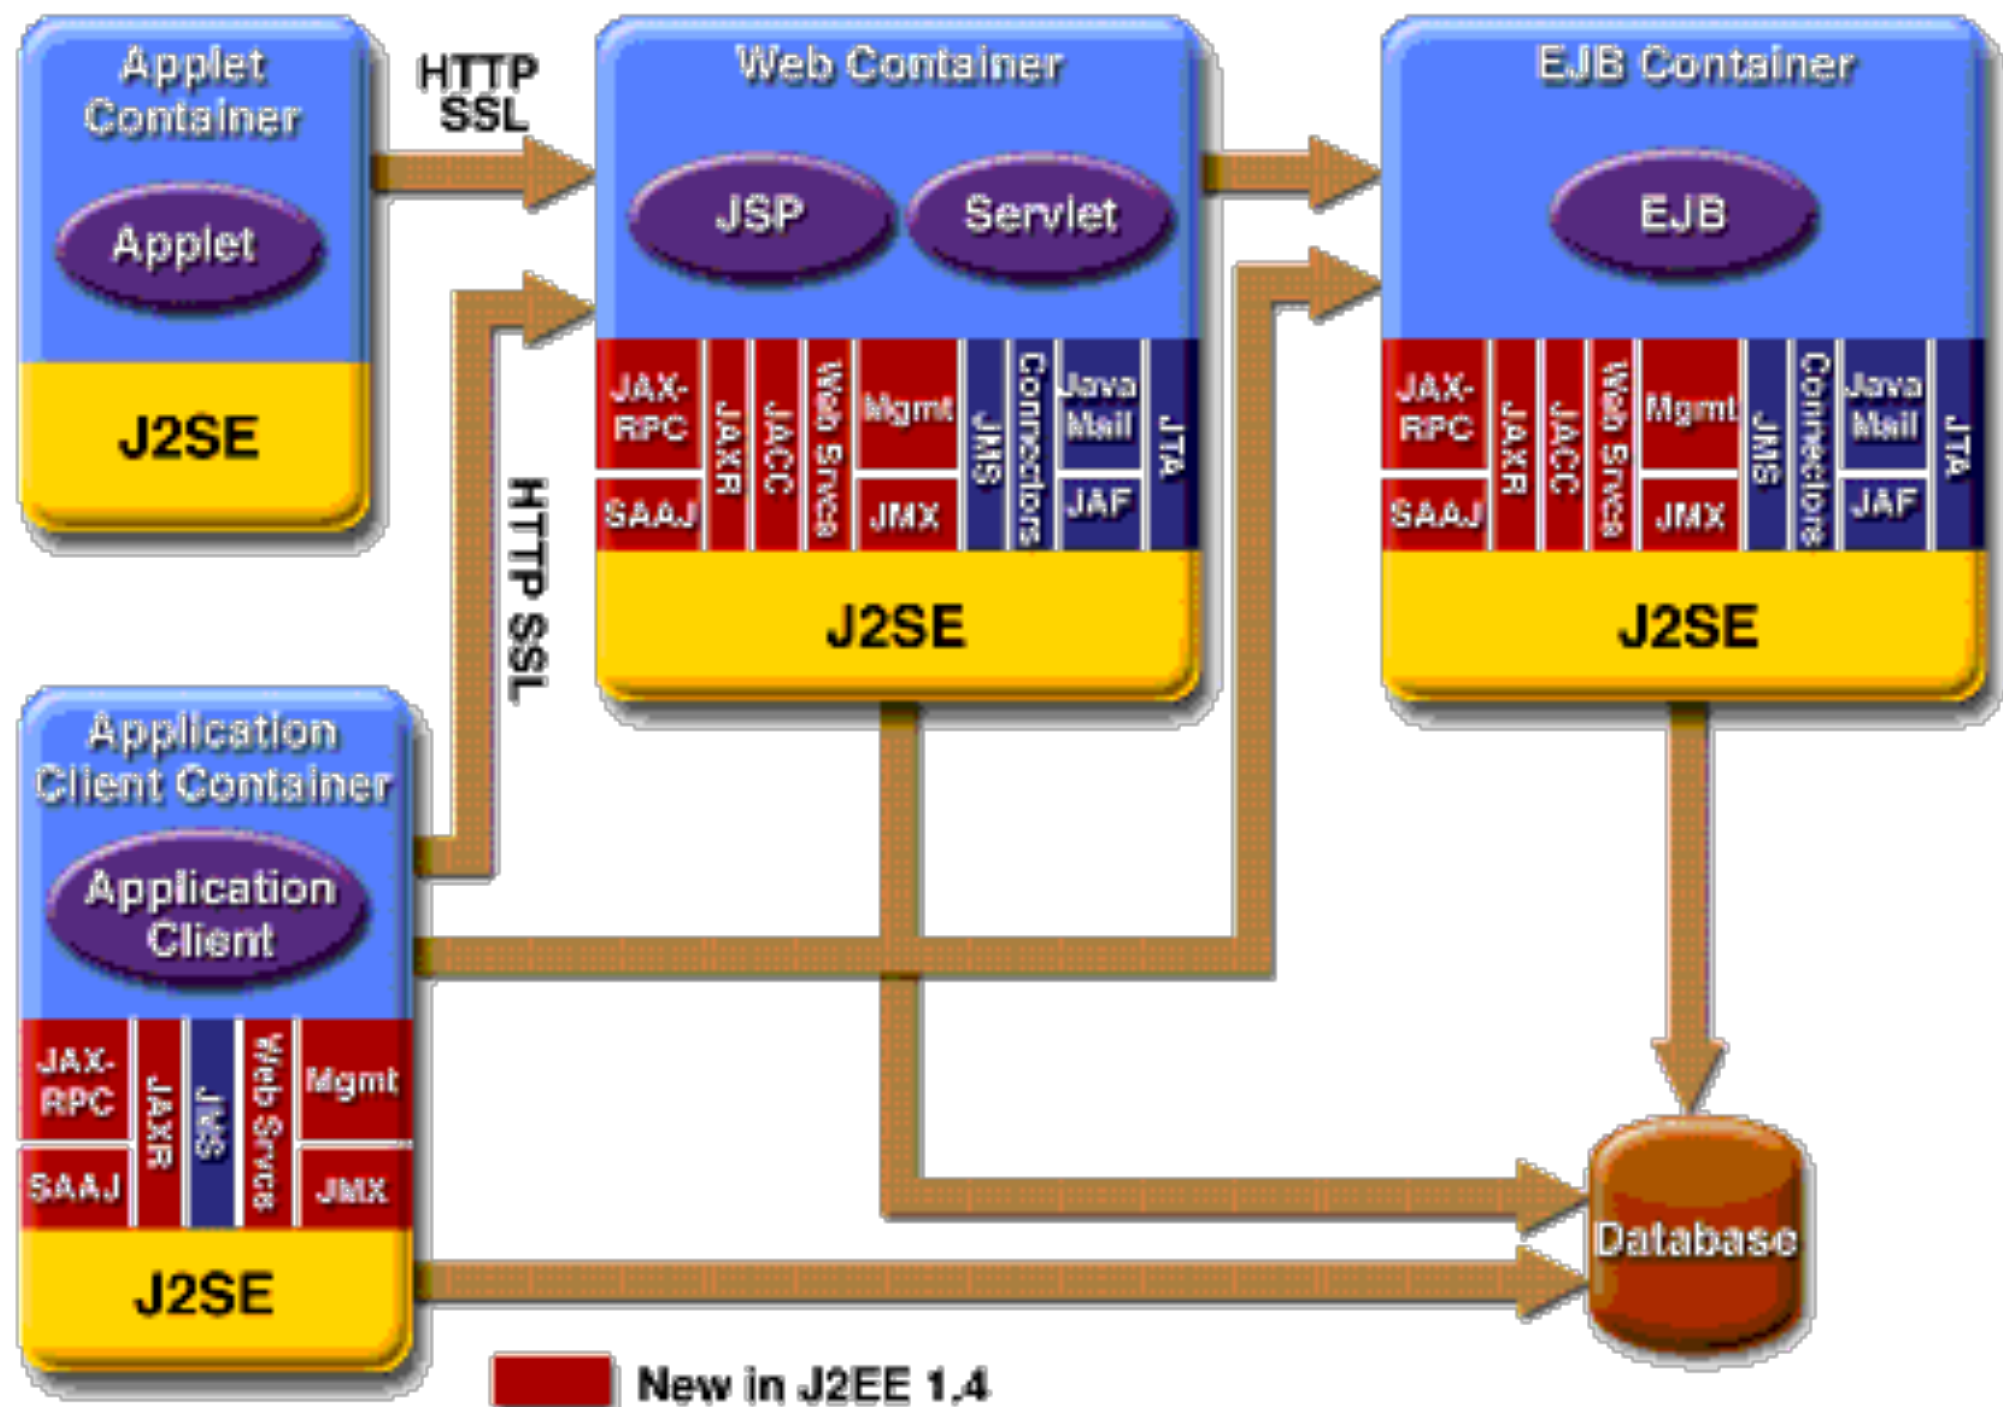 Applet
Container
Applet
J2SE
HTTP
SSL
Web Container
JSP
Servlet
JAX-
RPC
SAAJ
JAXR
JACC
Web Srvcs
Mgmt
JMX
JMS
Connectors
Java
Mail
JAF
JTA
J2SE
EJB Container
EJB
JAX-
RPC
SAAJ
JAXR
JACC
Web Srvcs
Mgmt
JMX
JMS
Connectors
Java
Mail
JAF
JTA
J2SE
HTTP SSL
Application
Client Container
Application
Client
JAX-
RPC
SAAJ
JAXR
JMS
Web Srvcs
Mgmt
JMX
J2SE
Database
New in J2EE 1.4